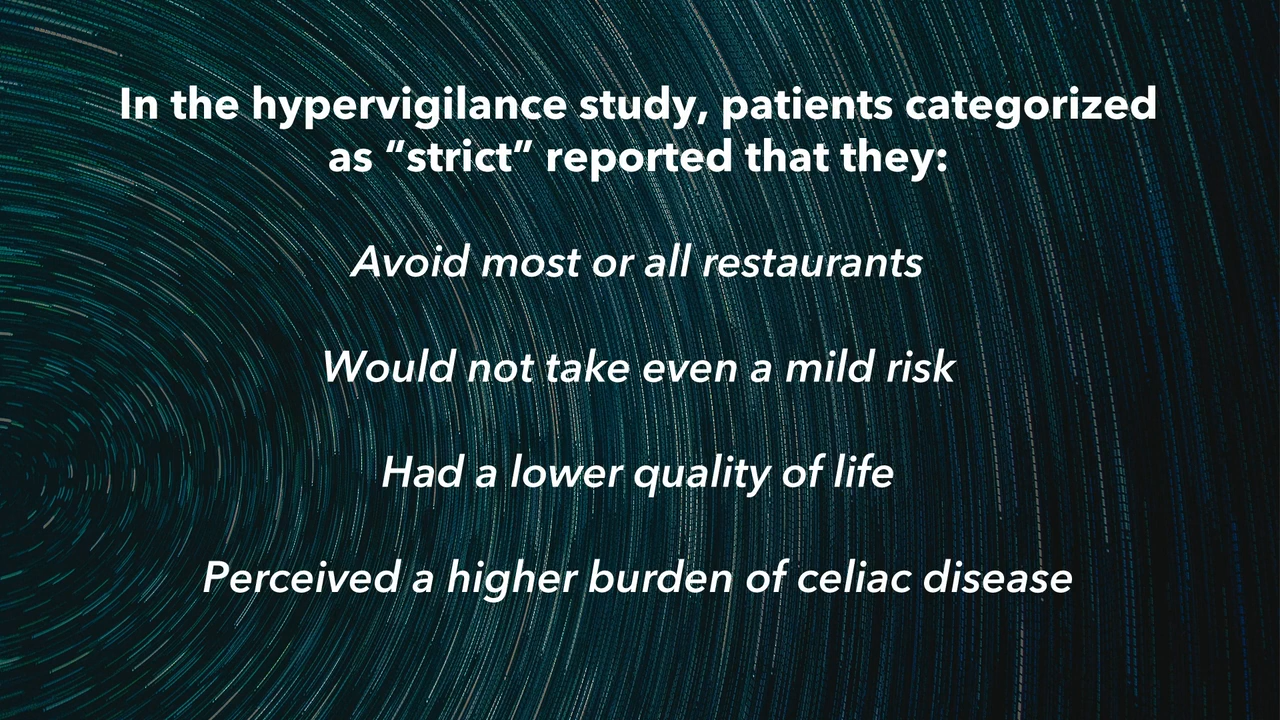 In the hypervigilance study, patients categorized
as “strict” reported that they:
Avoid most or all restaurants
Would not take even a mild risk
Had a lower quality of life
Perceived a higher burden of celiac disease